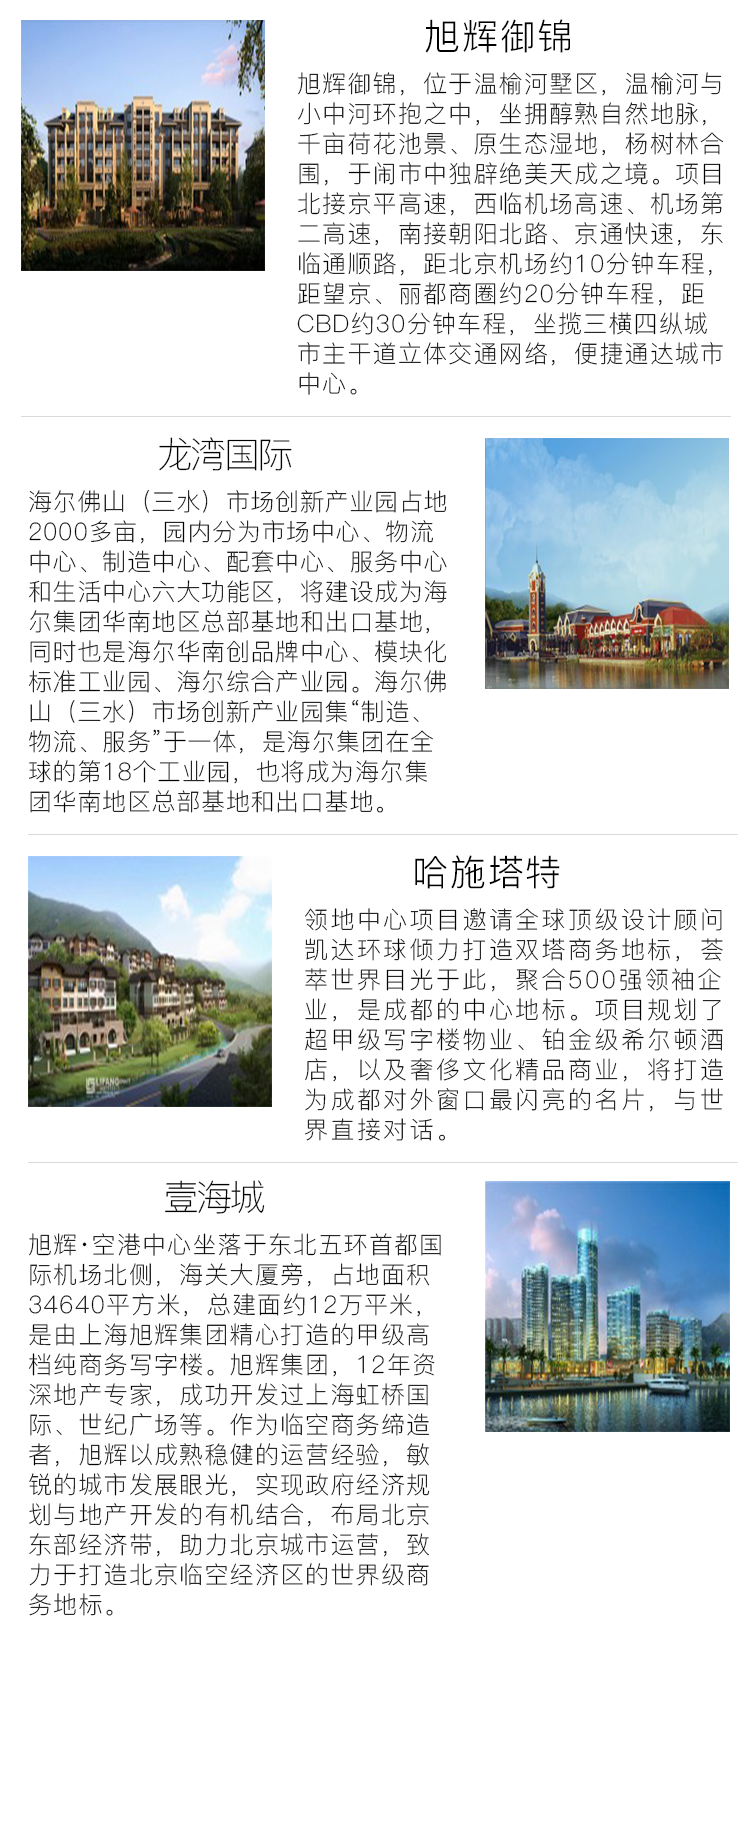 旭辉御锦
旭辉御锦，位于温榆河墅区，温榆河与
小中河环抱之中，坐拥醇熟自然地脉，
千亩荷花池景、原生态湿地，杨树林合
围，于闹市中独辟绝美天成之境。项目
北接京平高速，西临机场高速、机场第
二高速，南接朝阳北路、京通快速，东
临通顺路，距北京机场约10分钟车程，
距望京、丽都商圈约20分钟车程，距
CBD约30分钟车程，坐揽三横四纵城
市主干道立体交通网络，便捷通达城市
中心。
龙湾国际
海尔佛山（三水）市场创新产业园占地
2000多亩，园内分为市场中心、物流
中心、制造中心、配套中心、服务中心
和生活中心六大功能区，将建设成为海
尔集团华南地区总部基地和出口基地，
同时也是海尔华南创品牌中心、模块化
标准工业园、海尔综合产业园。海尔佛
山（三水）市场创新产业园集“制造、
物流、服务”于一体，是海尔集团在全
球的第18个工业园，也将成为海尔集
团华南地区总部基地和出口基地。
哈施塔特
领地中心项目邀请全球顶级设计顾问
凯达环球倾力打造双塔商务地标，荟
萃世界目光于此，聚合500强领袖企
业，是成都的中心地标。项目规划了
超甲级写字楼物业、铂金级希尔顿酒
店，以及奢侈文化精品商业，将打造
为成都对外窗口最闪亮的名片，与世
界直接对话。
LIFANG
壹海城
旭辉·空港中心坐落于东北五环首都国
际机场北侧，海关大厦旁，占地面积
34640平方米，总建面约12万平米，
是由上海旭辉集团精心打造的甲级高
档纯商务写字楼。旭辉集团，12年资
深地产专家，成功开发过上海虹桥国
际、世纪广场等。作为临空商务缔造
者，旭辉以成熟稳健的运营经验，敏
锐的城市发展眼光，实现政府经济规
划与地产开发的有机结合，布局北京
东部经济带，助力北京城市运营，致
力于打造北京临空经济区的世界级商
务地标。